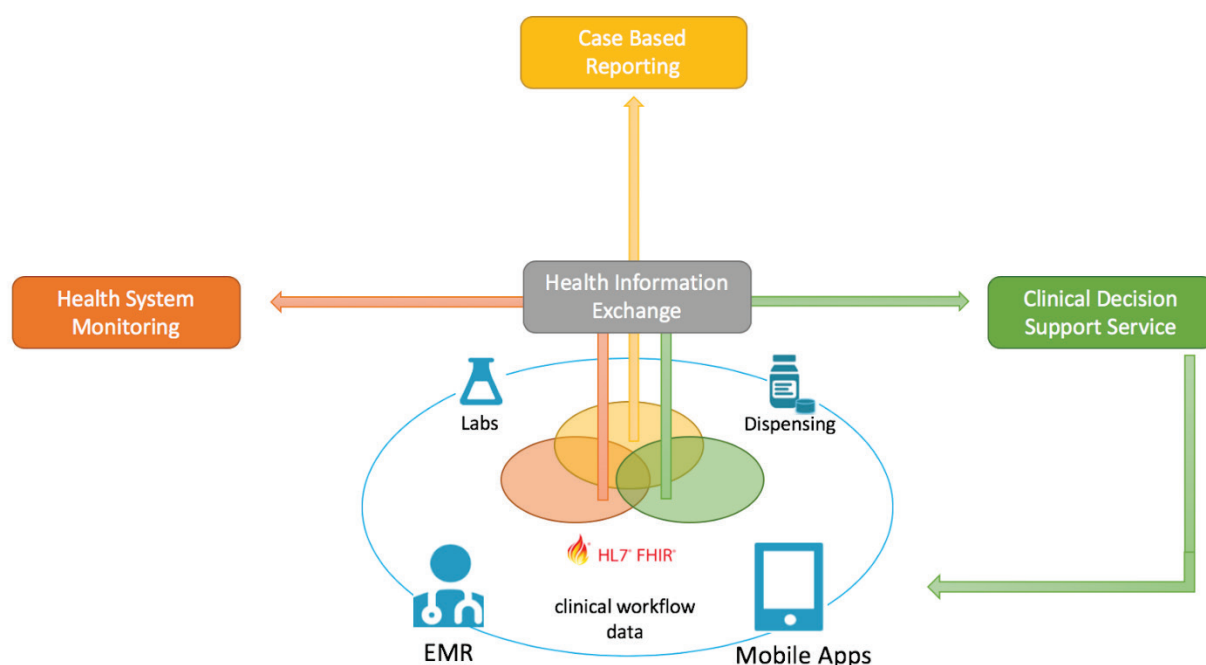 Case Based
Reporting
Health System
Monitoring
Health Information
Exchange
Clinical Decision
Support Service
Labs
Dispensing
HL7® FHIR®
clinical workflow
data
EMR
Mobile Apps